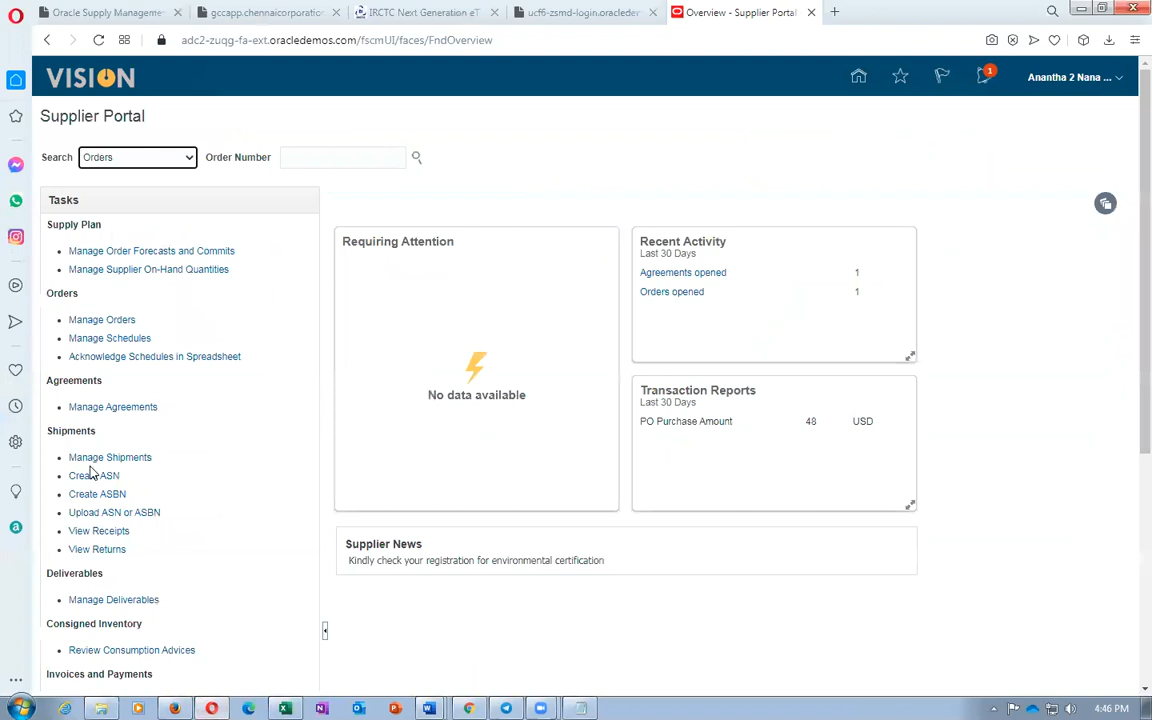 Oracle Supply Manageme
gccapp.chennaicorporatio
IRCTC Next Generation eT
ucf6-zsmd-login.oracledem
Overview - Supplier Portal
adc2-zuqg-fa-ext.oracledemos.com/fscmUI/faces/FndOverview
VISION
1
Anantha 2 Nana ...
Supplier Portal
Search
Orders
Order Number
Tasks
Supply Plan
Manage Order Forecasts and Commits
Manage Supplier On-Hand Quantities
Orders
Manage Orders
Manage Schedules
Acknowledge Schedules in Spreadsheet
Agreements
Manage Agreements
Shipments
Manage Shipments
Create ASN
Create ASBN
Upload ASN or ASBN
View Receipts
View Returns
Deliverables
Manage Deliverables
Consigned Inventory
Review Consumption Advices
Invoices and Payments
Requiring Attention
No data available
Recent Activity
Last 30 Days
Agreements opened 1
Orders opened 1
Transaction Reports
Last 30 Days
PO Purchase Amount 48 USD
Supplier News
Kindly check your registration for environmental certification
4:46 PM